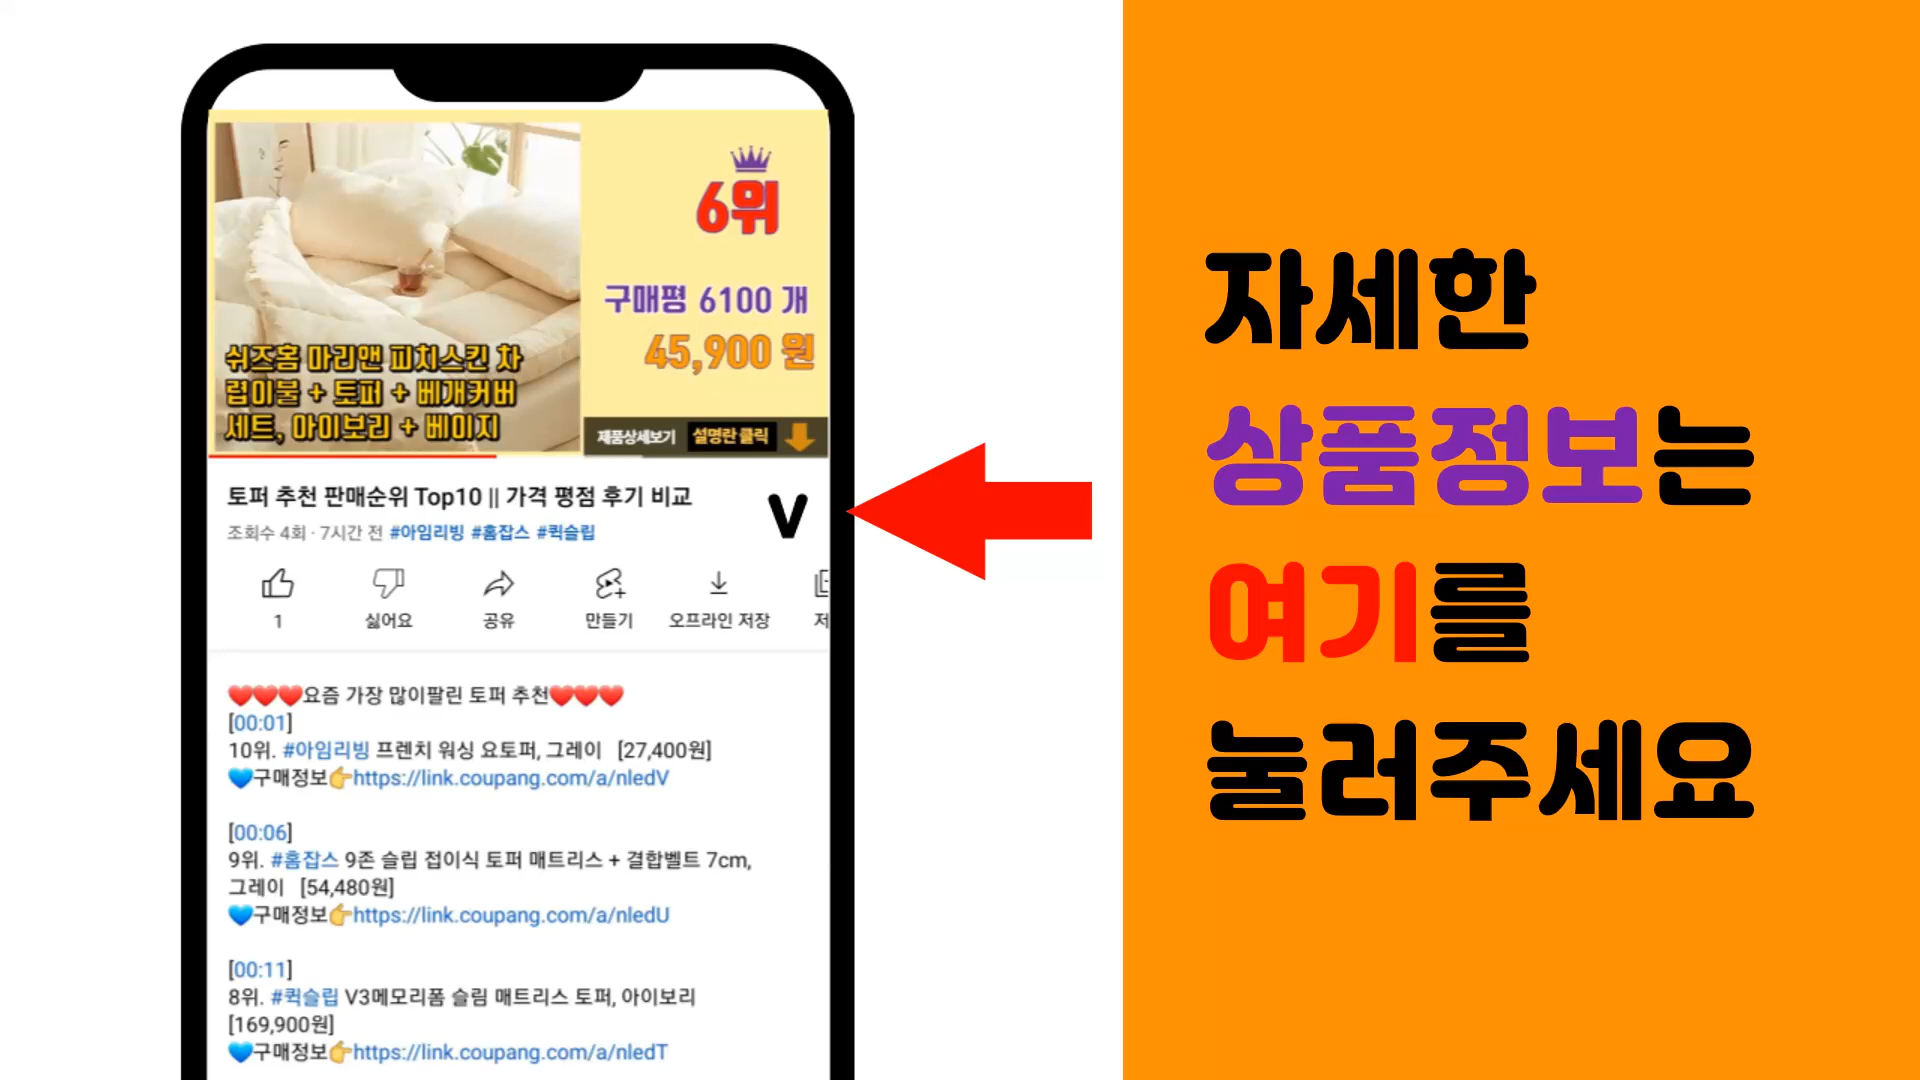 6위
구매평 6100 개
45,900 원
쉬즈홈 마리앤 피치스킨 차
렵이불 + 토퍼 + 베개커버
세트, 아이보리 + 베이지
제품상세보기 설명란 클릭
토퍼 추천 판매순위 Top10 || 가격 평점 후기 비교
V
조회수 4회 · 7시간 전 #아임리빙 #홈잡스 #퀵슬립
1 싫어요 공유 만들기 오프라인 저장 저
❤️❤️❤️요즘 가장 많이팔린 토퍼 추천❤️❤️❤️
[00:01]
10위. #아임리빙 프렌치 워싱 요토퍼, 그레이 [27,400원]
💙구매정보👉https://link.coupang.com/a/nledV
[00:06]
9위. #홈잡스 9존 슬립 접이식 토퍼 매트리스 + 결합벨트 7cm,
그레이 [54,480원]
💙구매정보👉https://link.coupang.com/a/nledU
[00:11]
8위. #퀵슬립 V3메모리폼 슬림 매트리스 토퍼, 아이보리
[169,900원]
💙구매정보👉https://link.coupang.com/a/nledT
자세한
상품정보는
여기를
눌러주세요